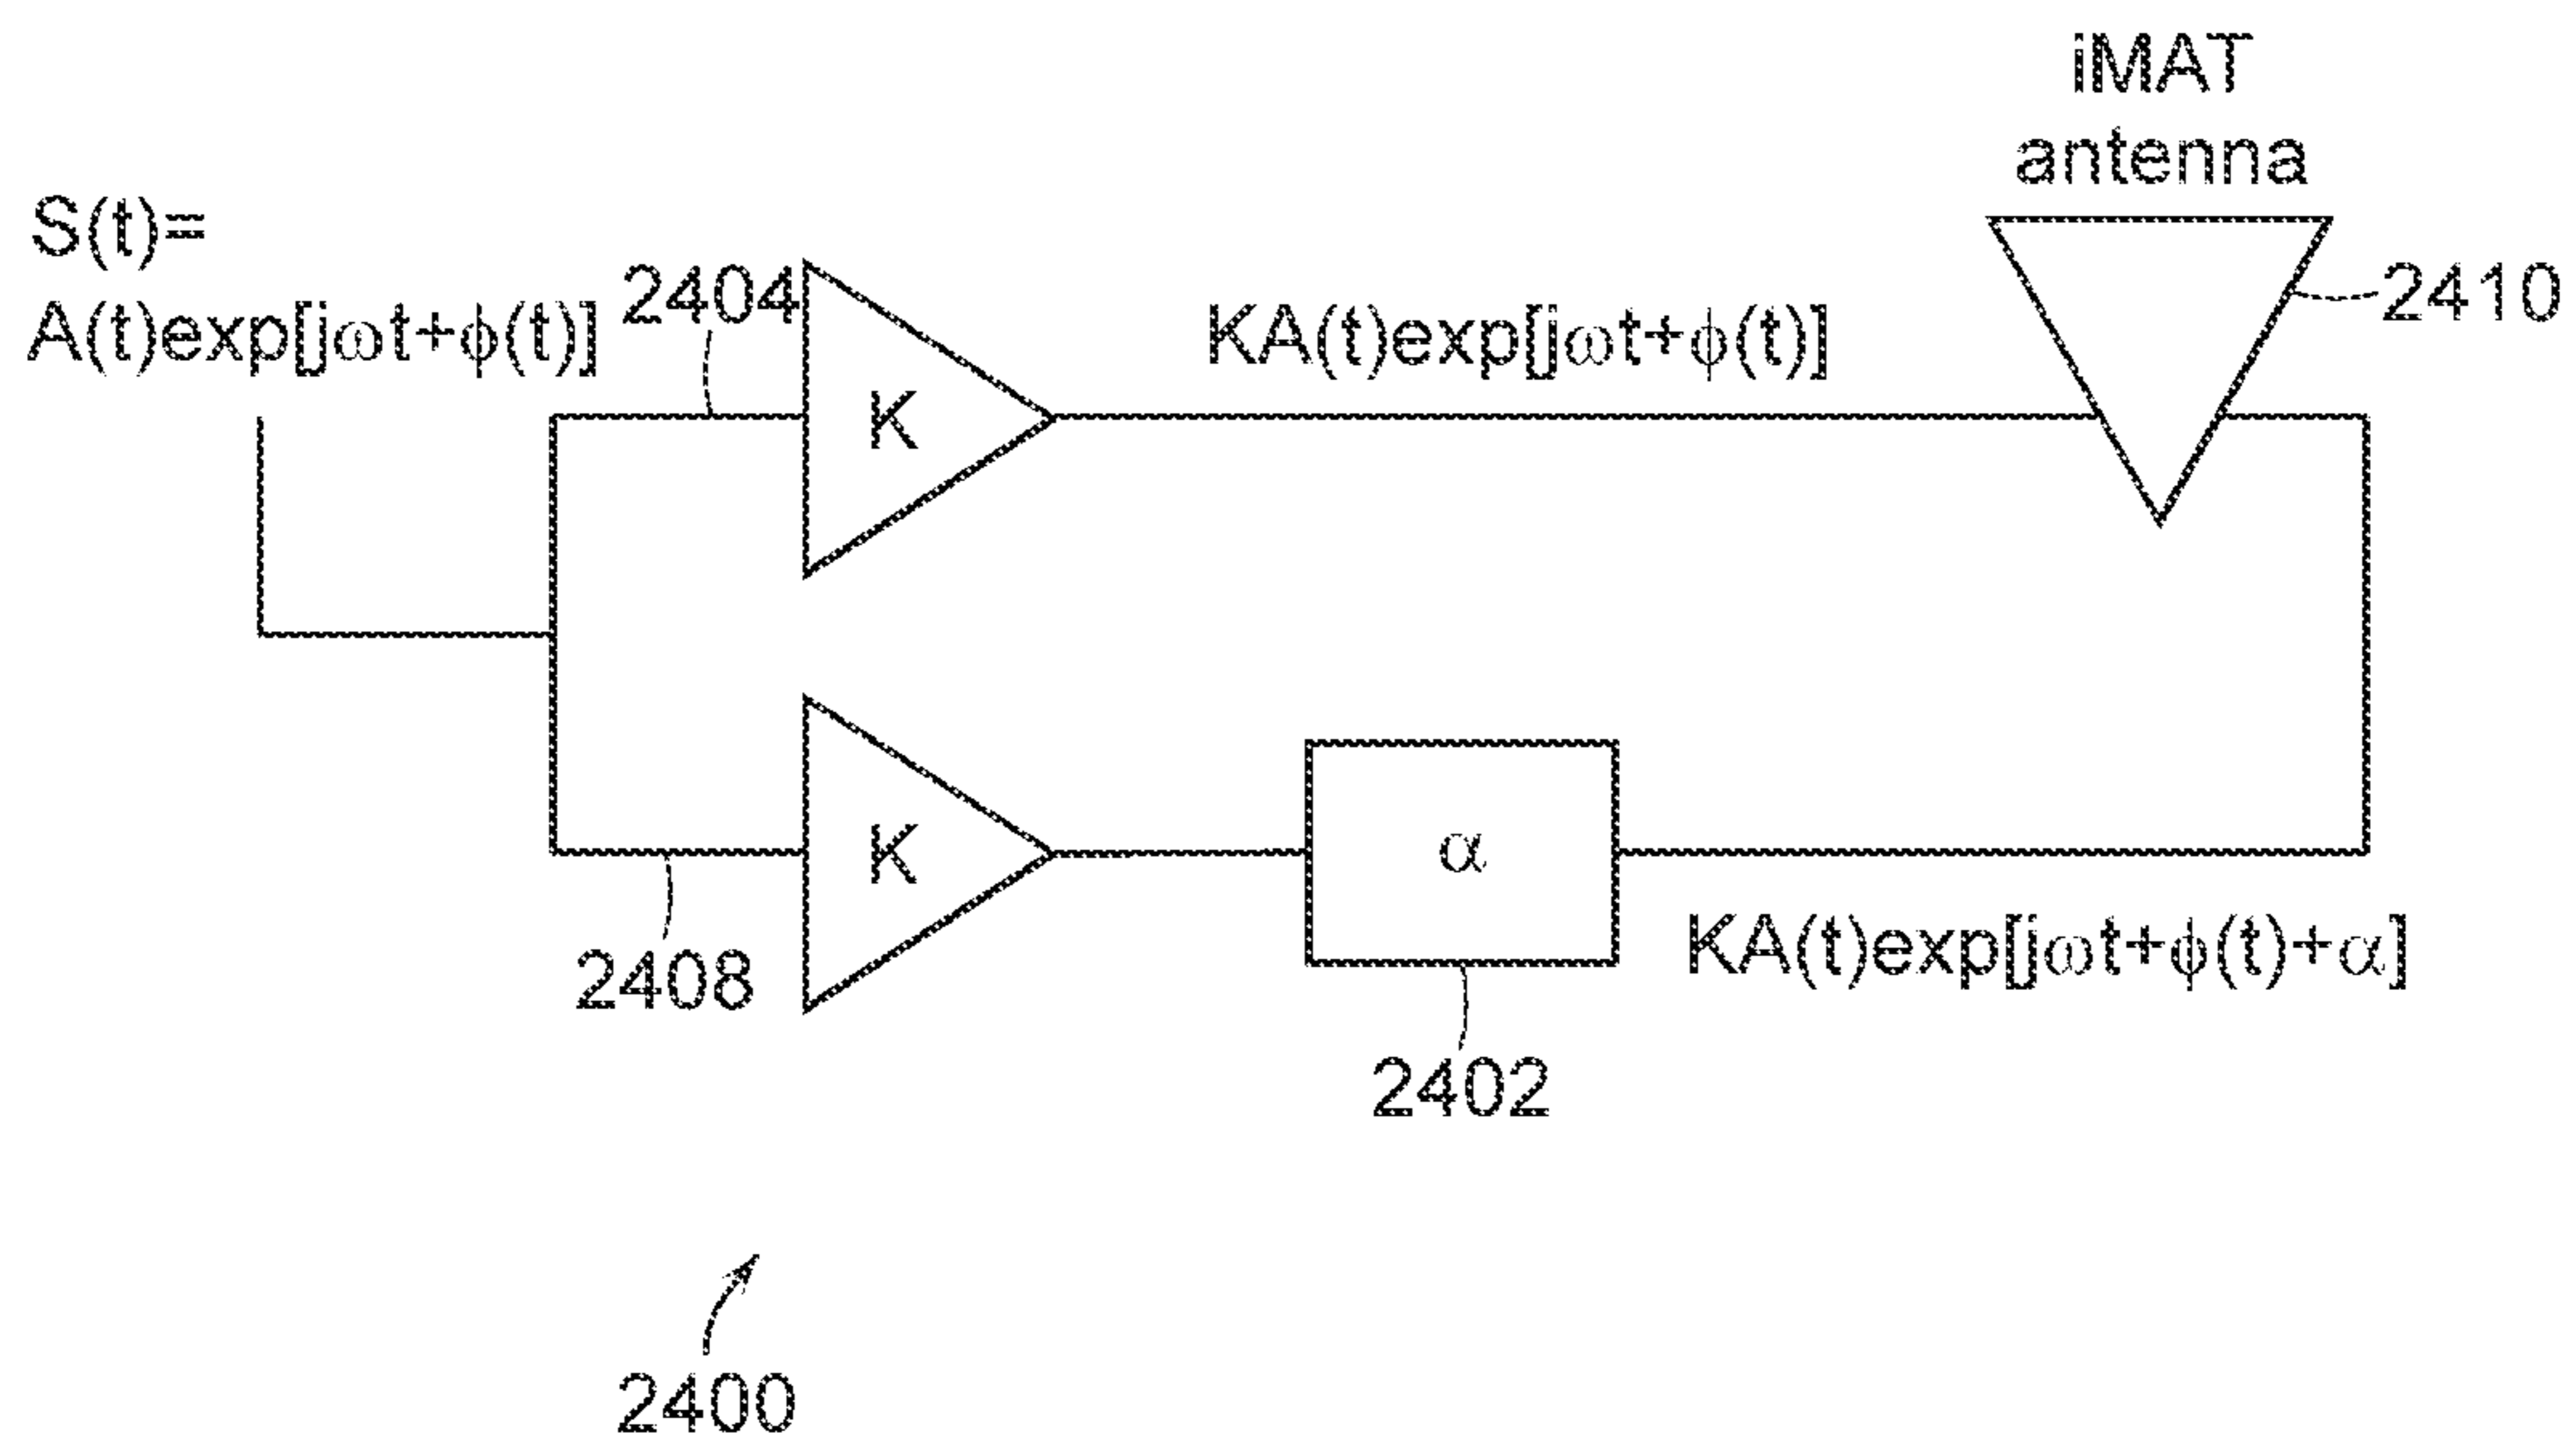 iMAT
antenna
S(t)=
A(t)exp[jωt+ϕ(t)]
2404
KA(t)exp[jωt+ϕ(t)]
2410
K
K
α
2408
KA(t)exp[jωt+ϕ(t)+α]
2402
2400